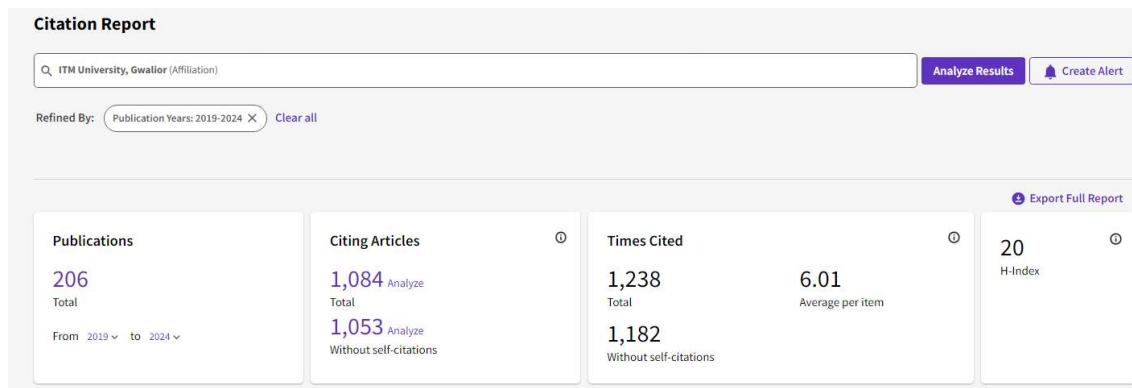 Citation Report
ITM University, Gwalior (Affiliation)
Analyze Results
Create Alert
Refined By: Publication Years: 2019-2024 Clear all
Export Full Report
Publications
206
Total
From 2019 to 2024
Citing Articles
1,084 Analyze
Total
1,053 Analyze
Without self-citations
Times Cited
1,238
Total
1,182
Without self-citations
6.01
Average per item
20
H-Index